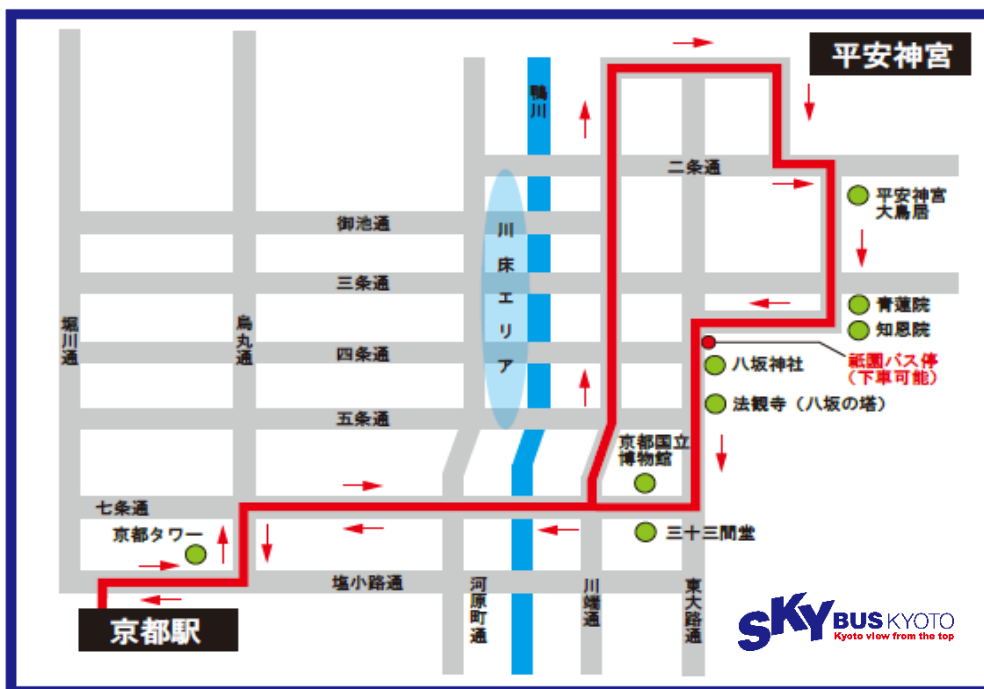 平安神宮
鴨川
二条通
平安神宮
大鳥居
御池通
川床エリア
三条通
青蓮院
知恩院
堀川通
烏丸通
四条通
祇園バス停
(下車可能)
八坂神社
法観寺(八坂の塔)
五条通
京都国立
博物館
七条通
京都タワー
三十三間堂
塩小路通
河原町通
川端通
東大路通
京都駅
SKY BUS KYOTO
Kyoto view from the top